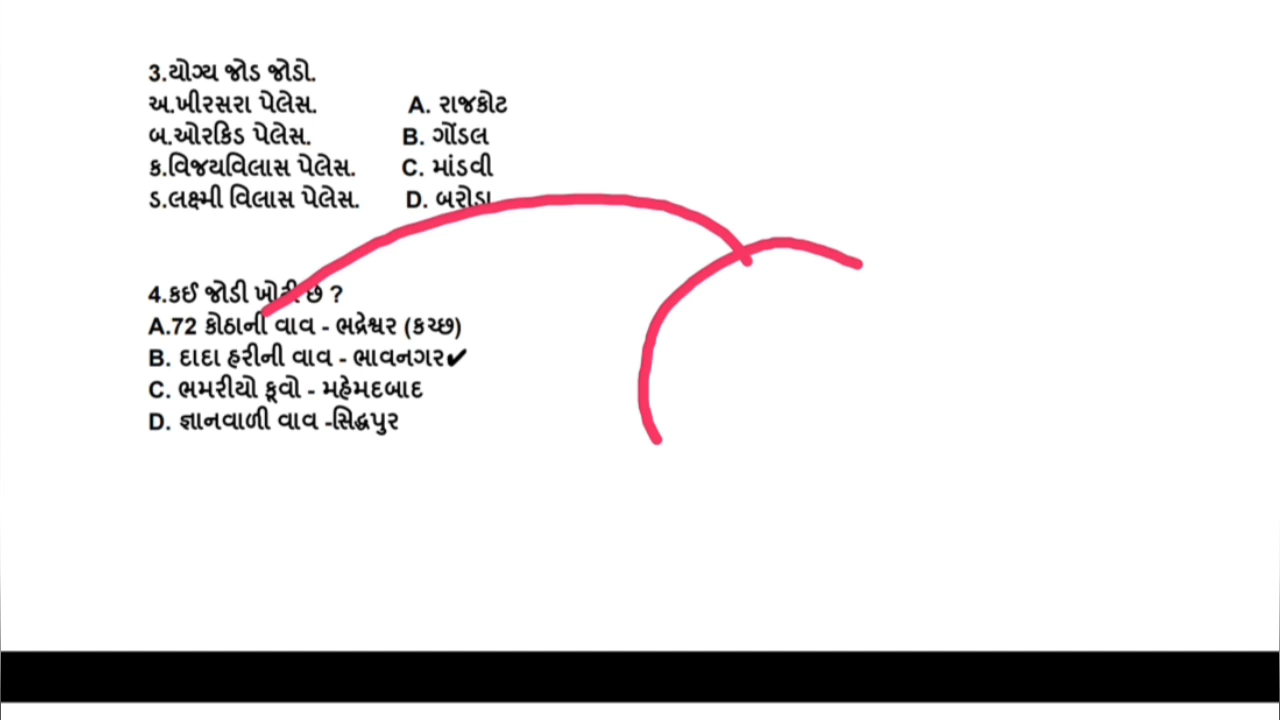 3.યોગ્ય જોડ જોડો.
અ.ખીરસરા પેલેસ. A. રાજકોટ
બ.ઓરકિડ પેલેસ. B. ગોંડલ
ક.વિજયવિલાસ પેલેસ. C. માંડવી
ડ.લક્ષ્મી વિલાસ પેલેસ. D. બરોડા
4.કઈ જોડી ખોટી છે ?
A.72 કોઠાની વાવ - ભદ્રેશ્વર (કચ્છ)
B. દાદા હરીની વાવ - ભાવનગર✔
C. ભમરીયો કૂવો - મહેમદબાદ
D. જ્ઞાનવાળી વાવ -સિદ્ધપુર